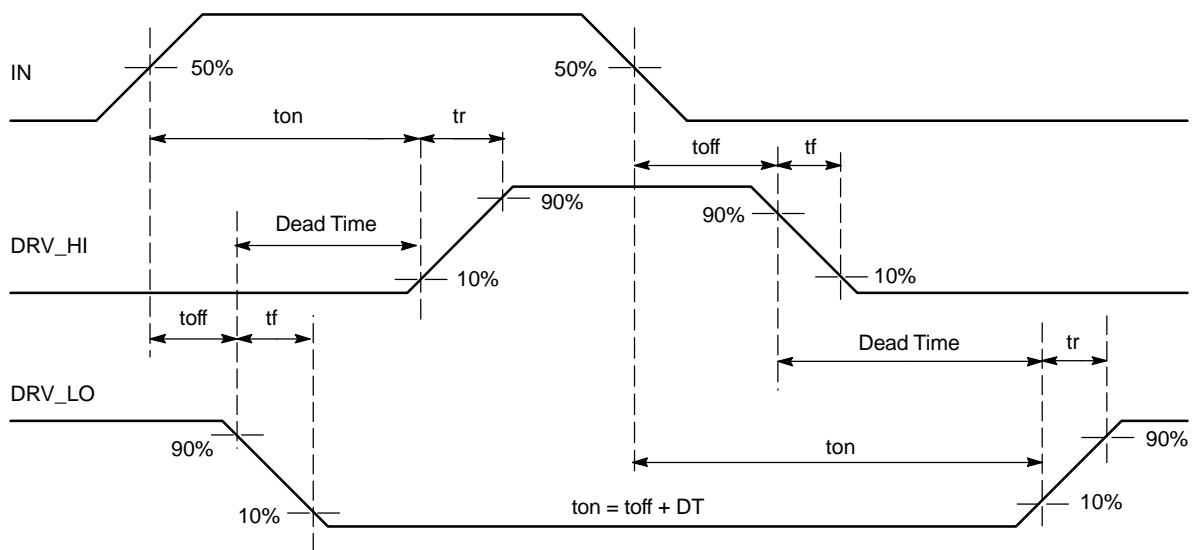 IN
50%
50%
ton
tr
toff
tf
DRV_HI
Dead Time
90%
90%
10%
10%
toff
tf
Dead Time
tr
DRV_LO
90%
ton
90%
10%
ton = toff + DT
10%